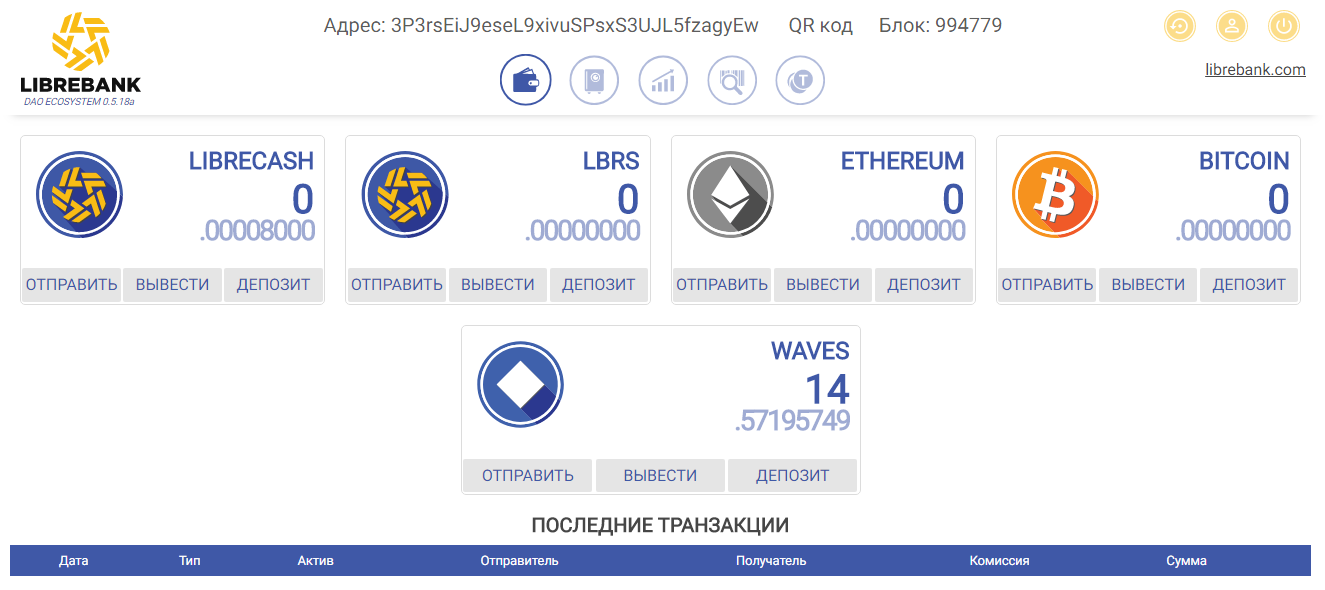 Адрес: 3P3rsEiJ9eseL9xivuSPsxS3UJL5fzagyEw QR код Блок: 994779
LIBREBANK
DAO ECOSYSTEM 0.5.18a
librebank.com
LIBRECASH
0
.00008000
ОТПРАВИТЬ ВЫВЕСТИ ДЕПОЗИТ
LBRS
0
.00000000
ОТПРАВИТЬ ВЫВЕСТИ ДЕПОЗИТ
ETHEREUM
0
.00000000
ОТПРАВИТЬ ВЫВЕСТИ ДЕПОЗИТ
BITCOIN
0
.00000000
ОТПРАВИТЬ ВЫВЕСТИ ДЕПОЗИТ
WAVES
14
.57195749
ОТПРАВИТЬ ВЫВЕСТИ ДЕПОЗИТ
ПОСЛЕДНИЕ ТРАНЗАКЦИИ
Дата Тип Актив Отправитель Получатель Комиссия Сумма